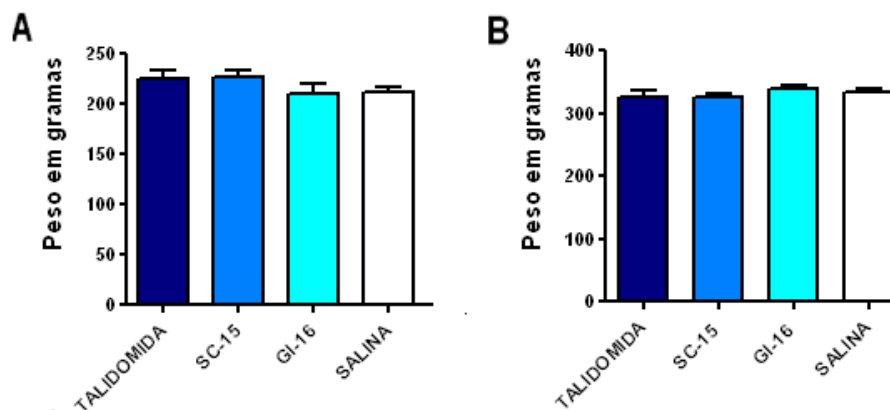 A
Peso em gramas
250
200
150
100
50
0
TALIDOMIDA
SC-15
GI-16
SALINA
B
Peso em gramas
400
300
200
100
0
TALIDOMIDA
SC-15
GI-16
SALINA